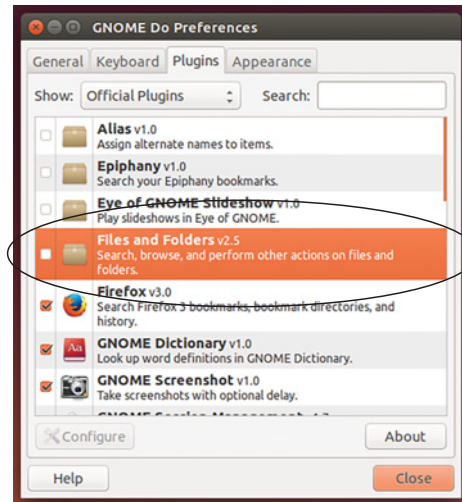 GNOME Do Preferences
General Keyboard Plugins Appearance
Show: Official Plugins Search:
Alias v1.0
Assign alternate names to items.
Epiphany v1.0
Search your Epiphany bookmarks.
Eye of GNOME Slideshow v1.0
Play slideshows in Eye of GNOME.
Files and Folders v2.5
Search, browse, and perform other actions on files and
folders.
Firefox v3.0
Search Firefox 3 bookmarks, bookmark directories, and
history.
Aa
GNOME Dictionary v1.0
Look up word definitions in GNOME Dictionary.
GNOME Screenshot v1.0
Take screenshots with optional delay.
GNOME Session Management
Configure About
Help Close